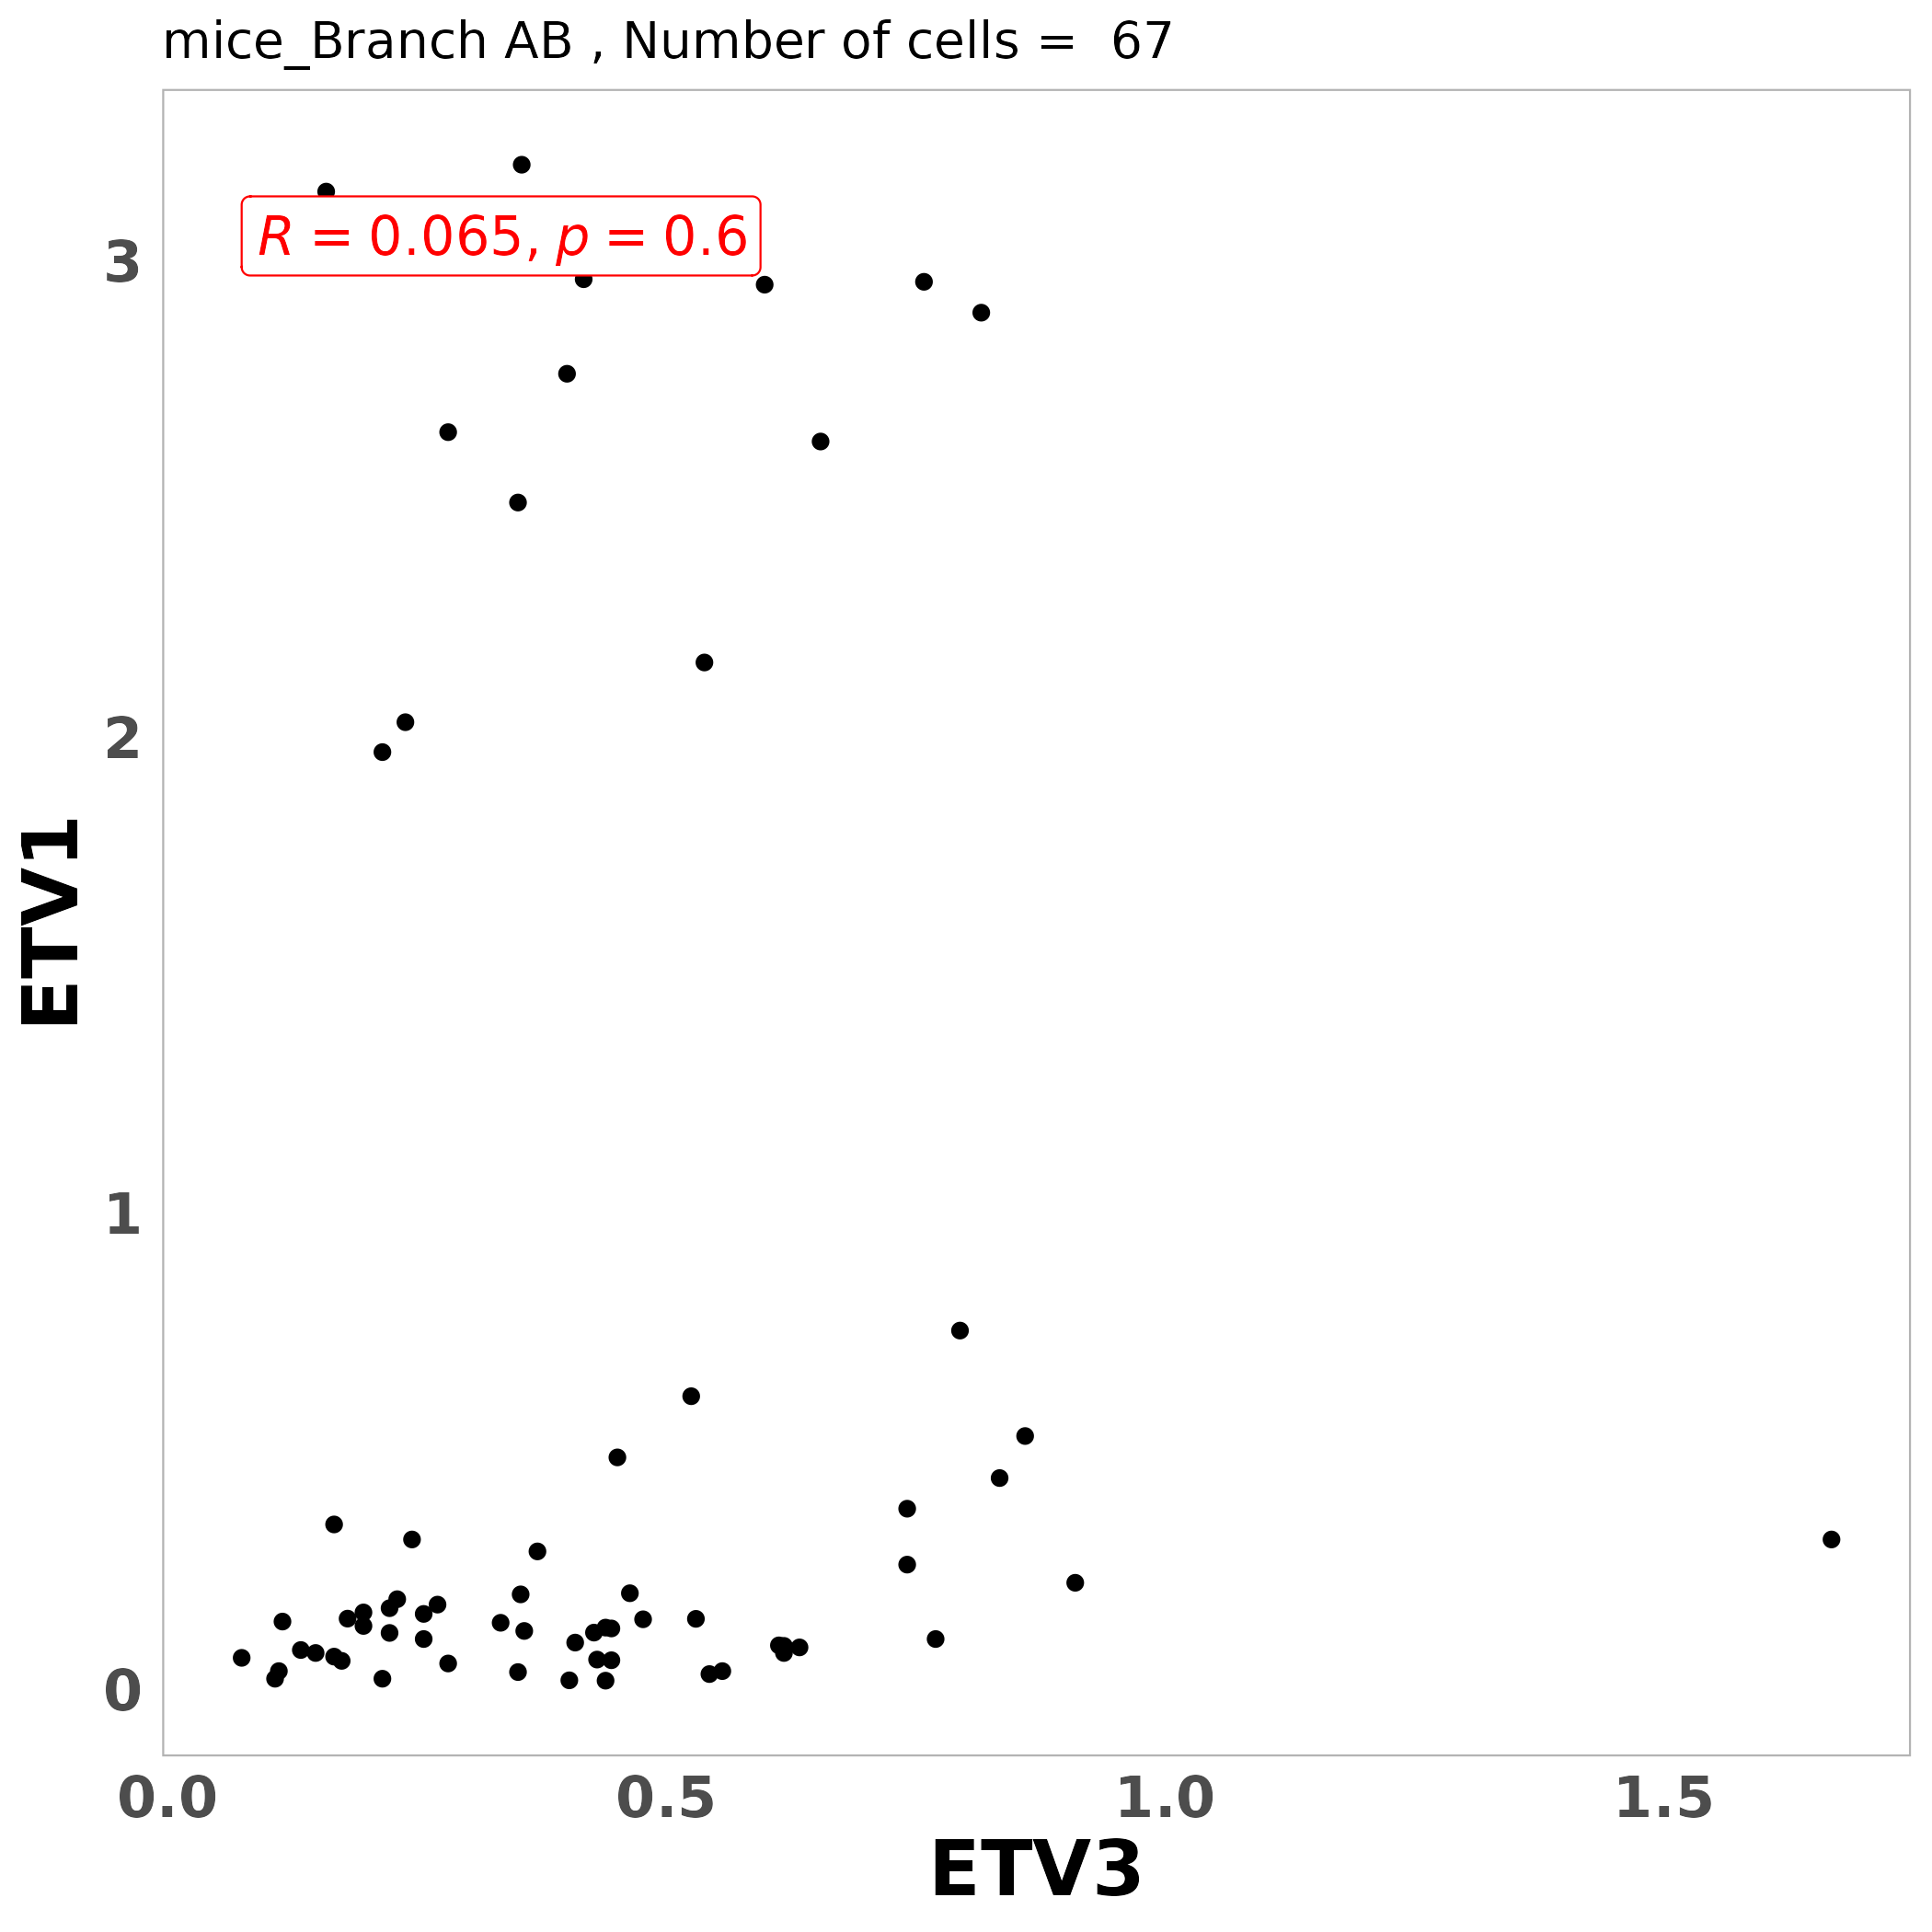 mice_Branch AB , Number of cells =  67
R = 0.065, p = 0.6
3
2
1
0
ETV1
0.0 0.5 1.0 1.5
ETV3